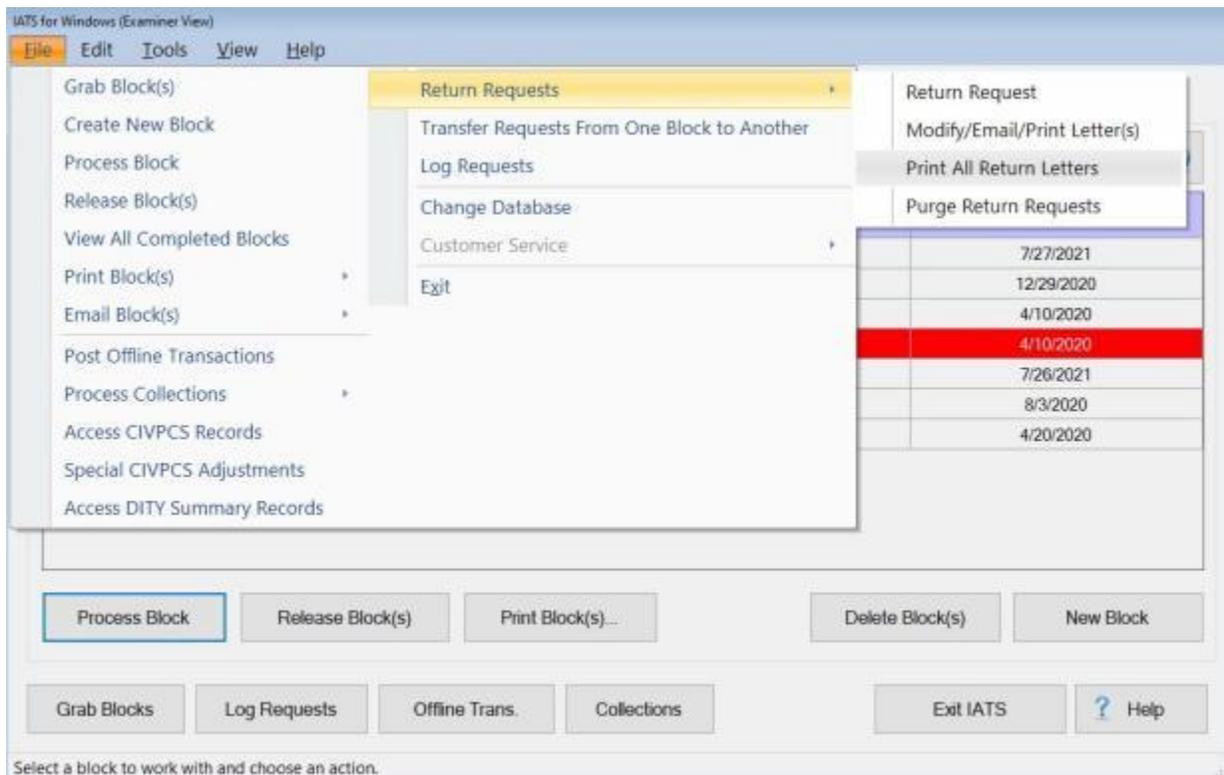 IATS for Windows (Examiner View)
File Edit Tools View Help
Grab Block(s)
Create New Block
Process Block
Release Block(s)
View All Completed Blocks
Print Block(s)
Email Block(s)
Post Offline Transactions
Process Collections
Access CIVPCS Records
Special CIVPCS Adjustments
Access DITY Summary Records
Return Requests
Transfer Requests From One Block to Another
Log Requests
Change Database
Customer Service
Exit
Return Request
Modify/Email/Print Letter(s)
Print All Return Letters
Purge Return Requests
7/27/2021
12/29/2020
4/10/2020
4/10/2020
7/26/2021
8/3/2020
4/20/2020
Process Block Release Block(s) Print Block(s)... Delete Block(s) New Block
Grab Blocks Log Requests Offline Trans. Collections Exit IATS ? Help
Select a block to work with and choose an action.